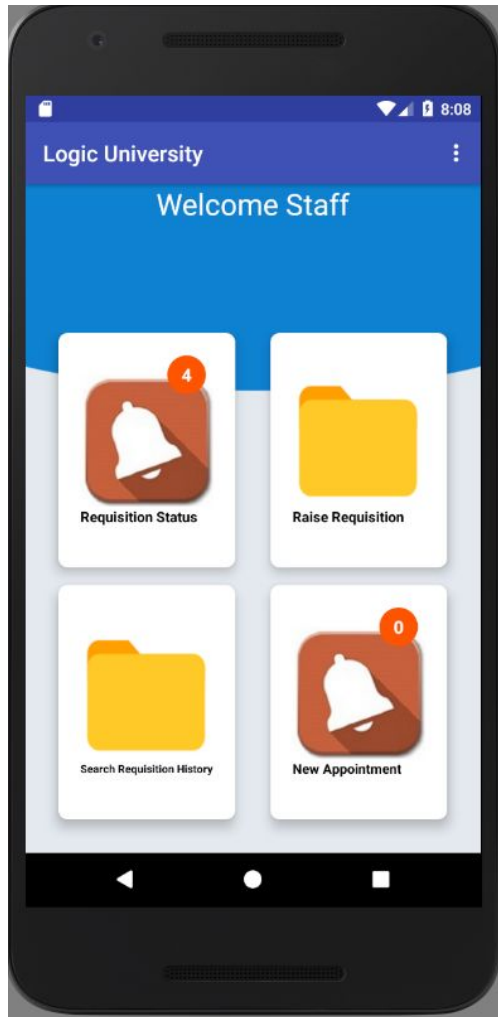 8:08
Logic University
Welcome Staff
4
Requisition Status
Raise Requisition
0
Search Requisition History
New Appointment